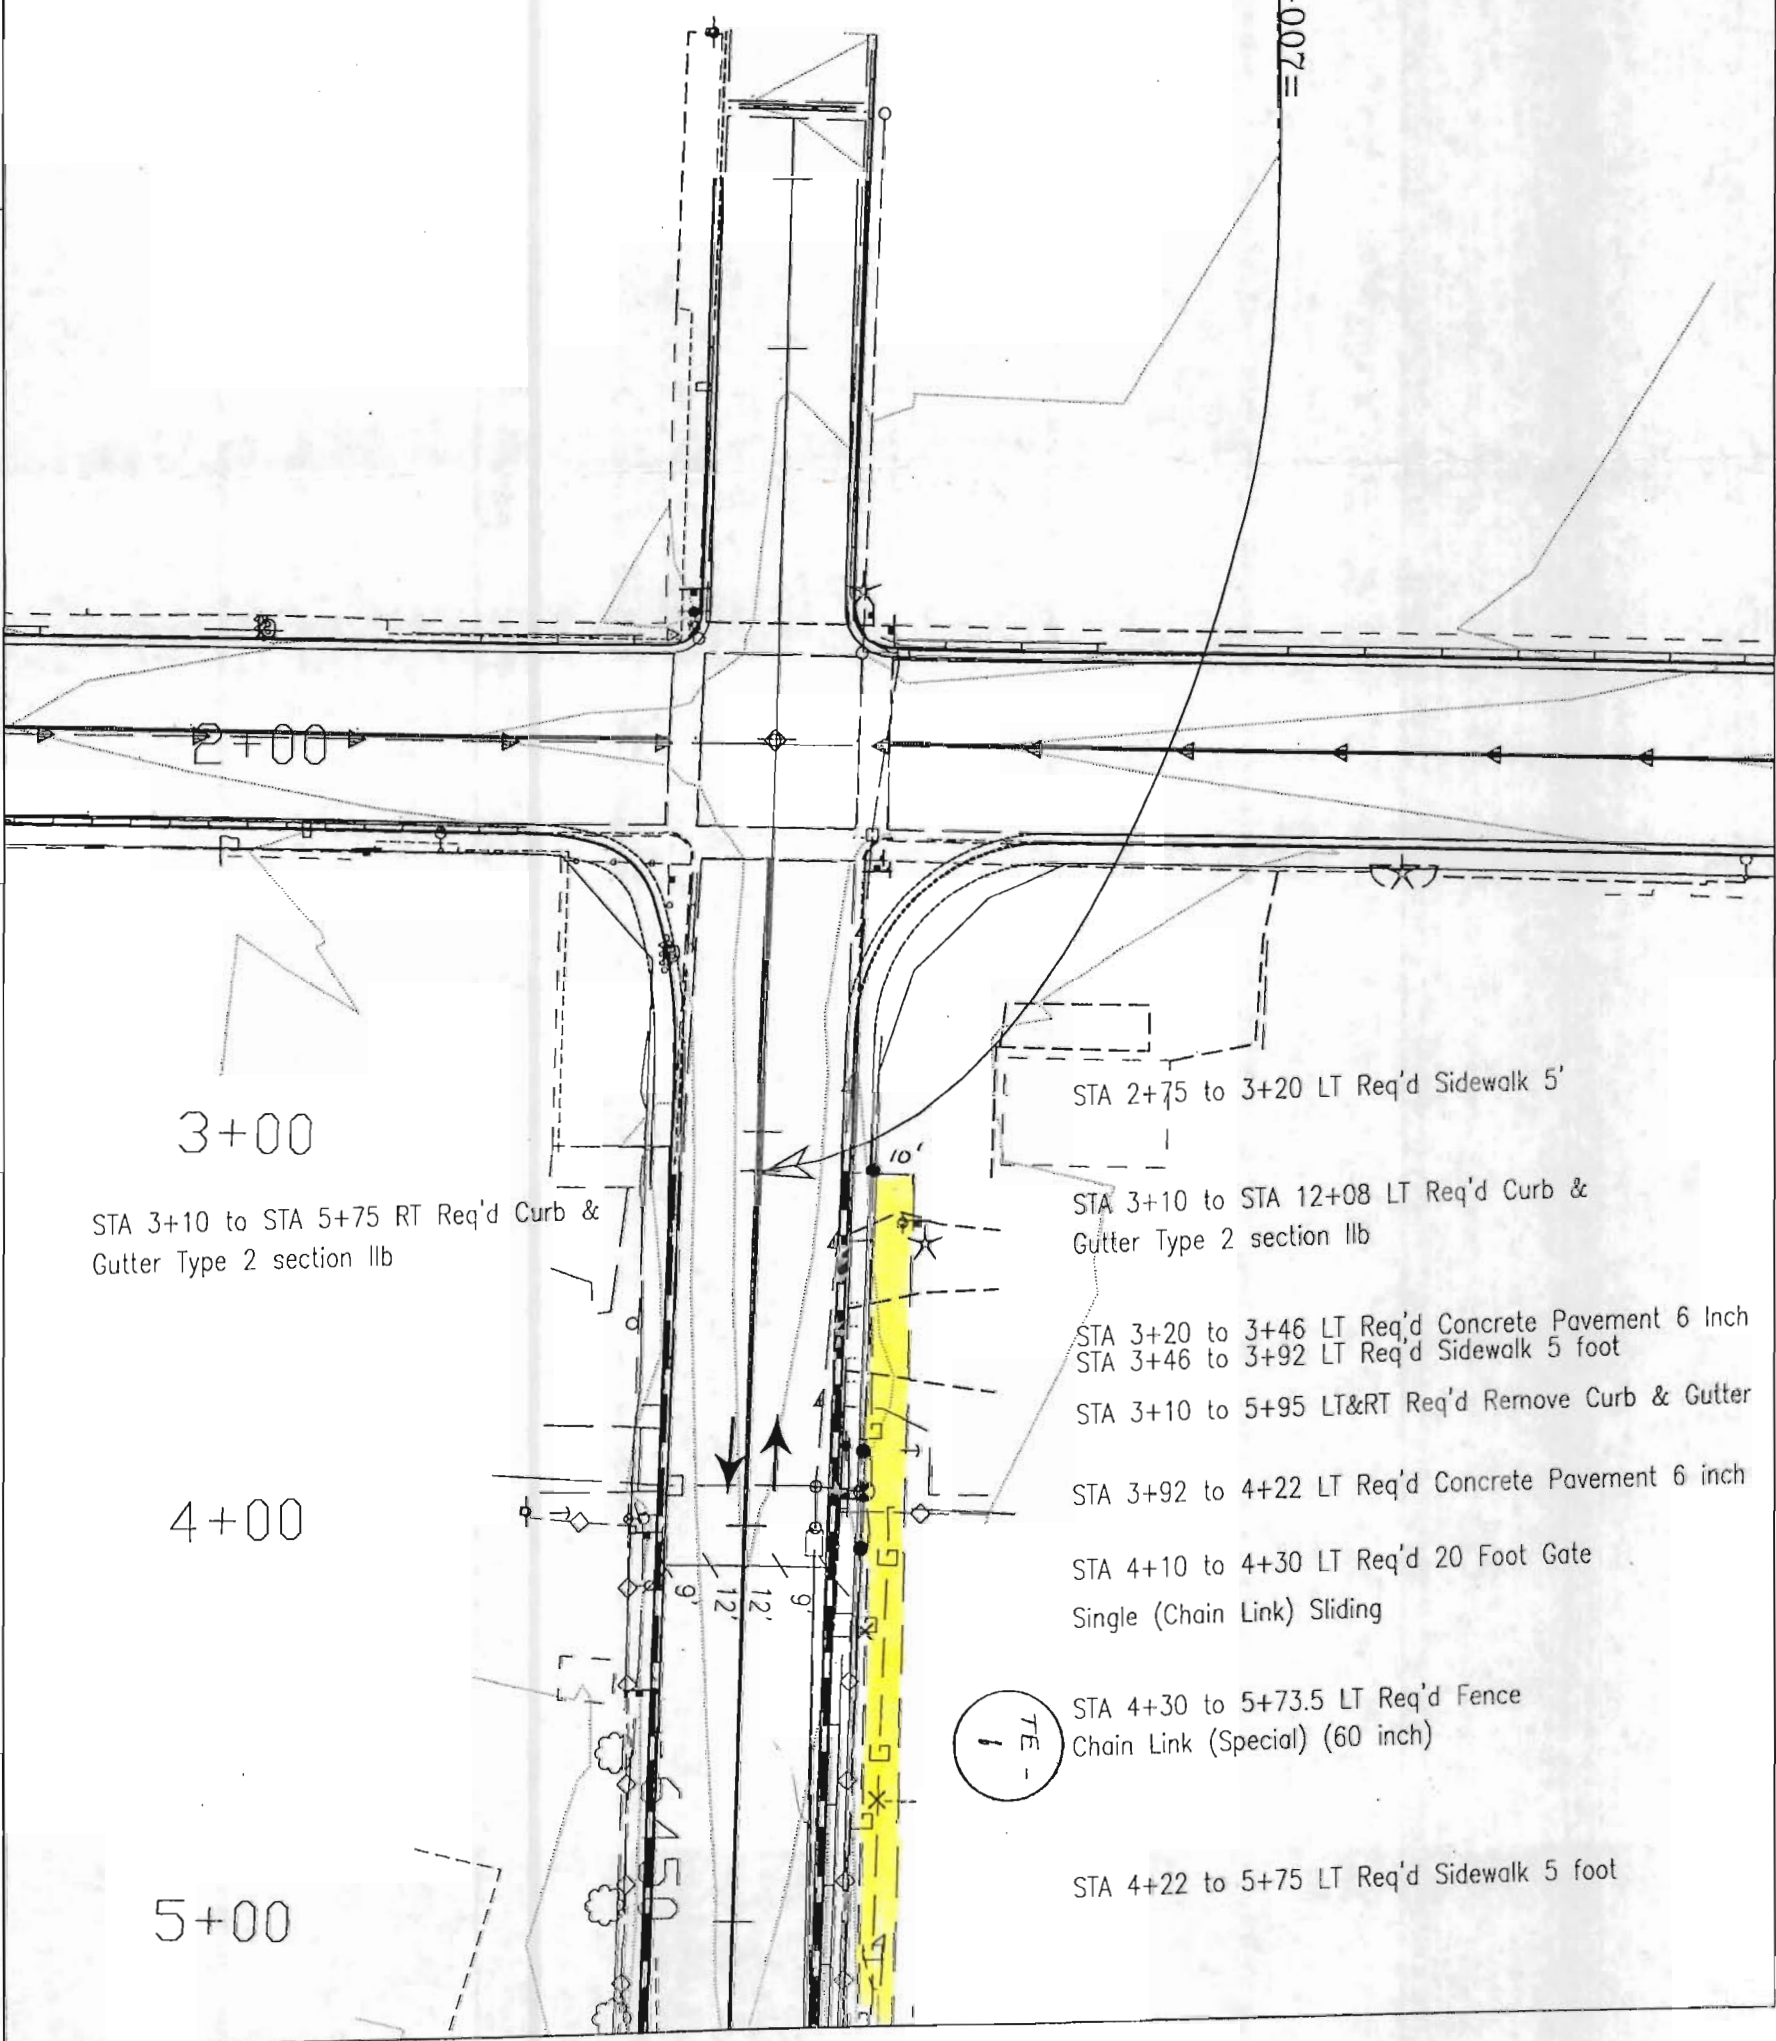 007=
2+00
3+00
STA 2+75 to 3+20 LT Req'd Sidewalk 5'
10'
STA 3+10 to STA 5+75 RT Req'd Curb &
Gutter Type 2 section IIb
STA 3+10 to STA 12+08 LT Req'd Curb &
Gutter Type 2 section IIb
STA 3+20 to 3+46 LT Req'd Concrete Pavement 6 Inch
STA 3+46 to 3+92 LT Req'd Sidewalk 5 foot
STA 3+10 to 5+95 LT&RT Req'd Remove Curb & Gutter
STA 3+92 to 4+22 LT Req'd Concrete Pavement 6 inch
4+00
STA 4+10 to 4+30 LT Req'd 20 Foot Gate
Single (Chain Link) Sliding
9' 12' 12' 9'
G
G
G
TE-
1
STA 4+30 to 5+73.5 LT Req'd Fence
Chain Link (Special) (60 inch)
STA 4+22 to 5+75 LT Req'd Sidewalk 5 foot
5+00